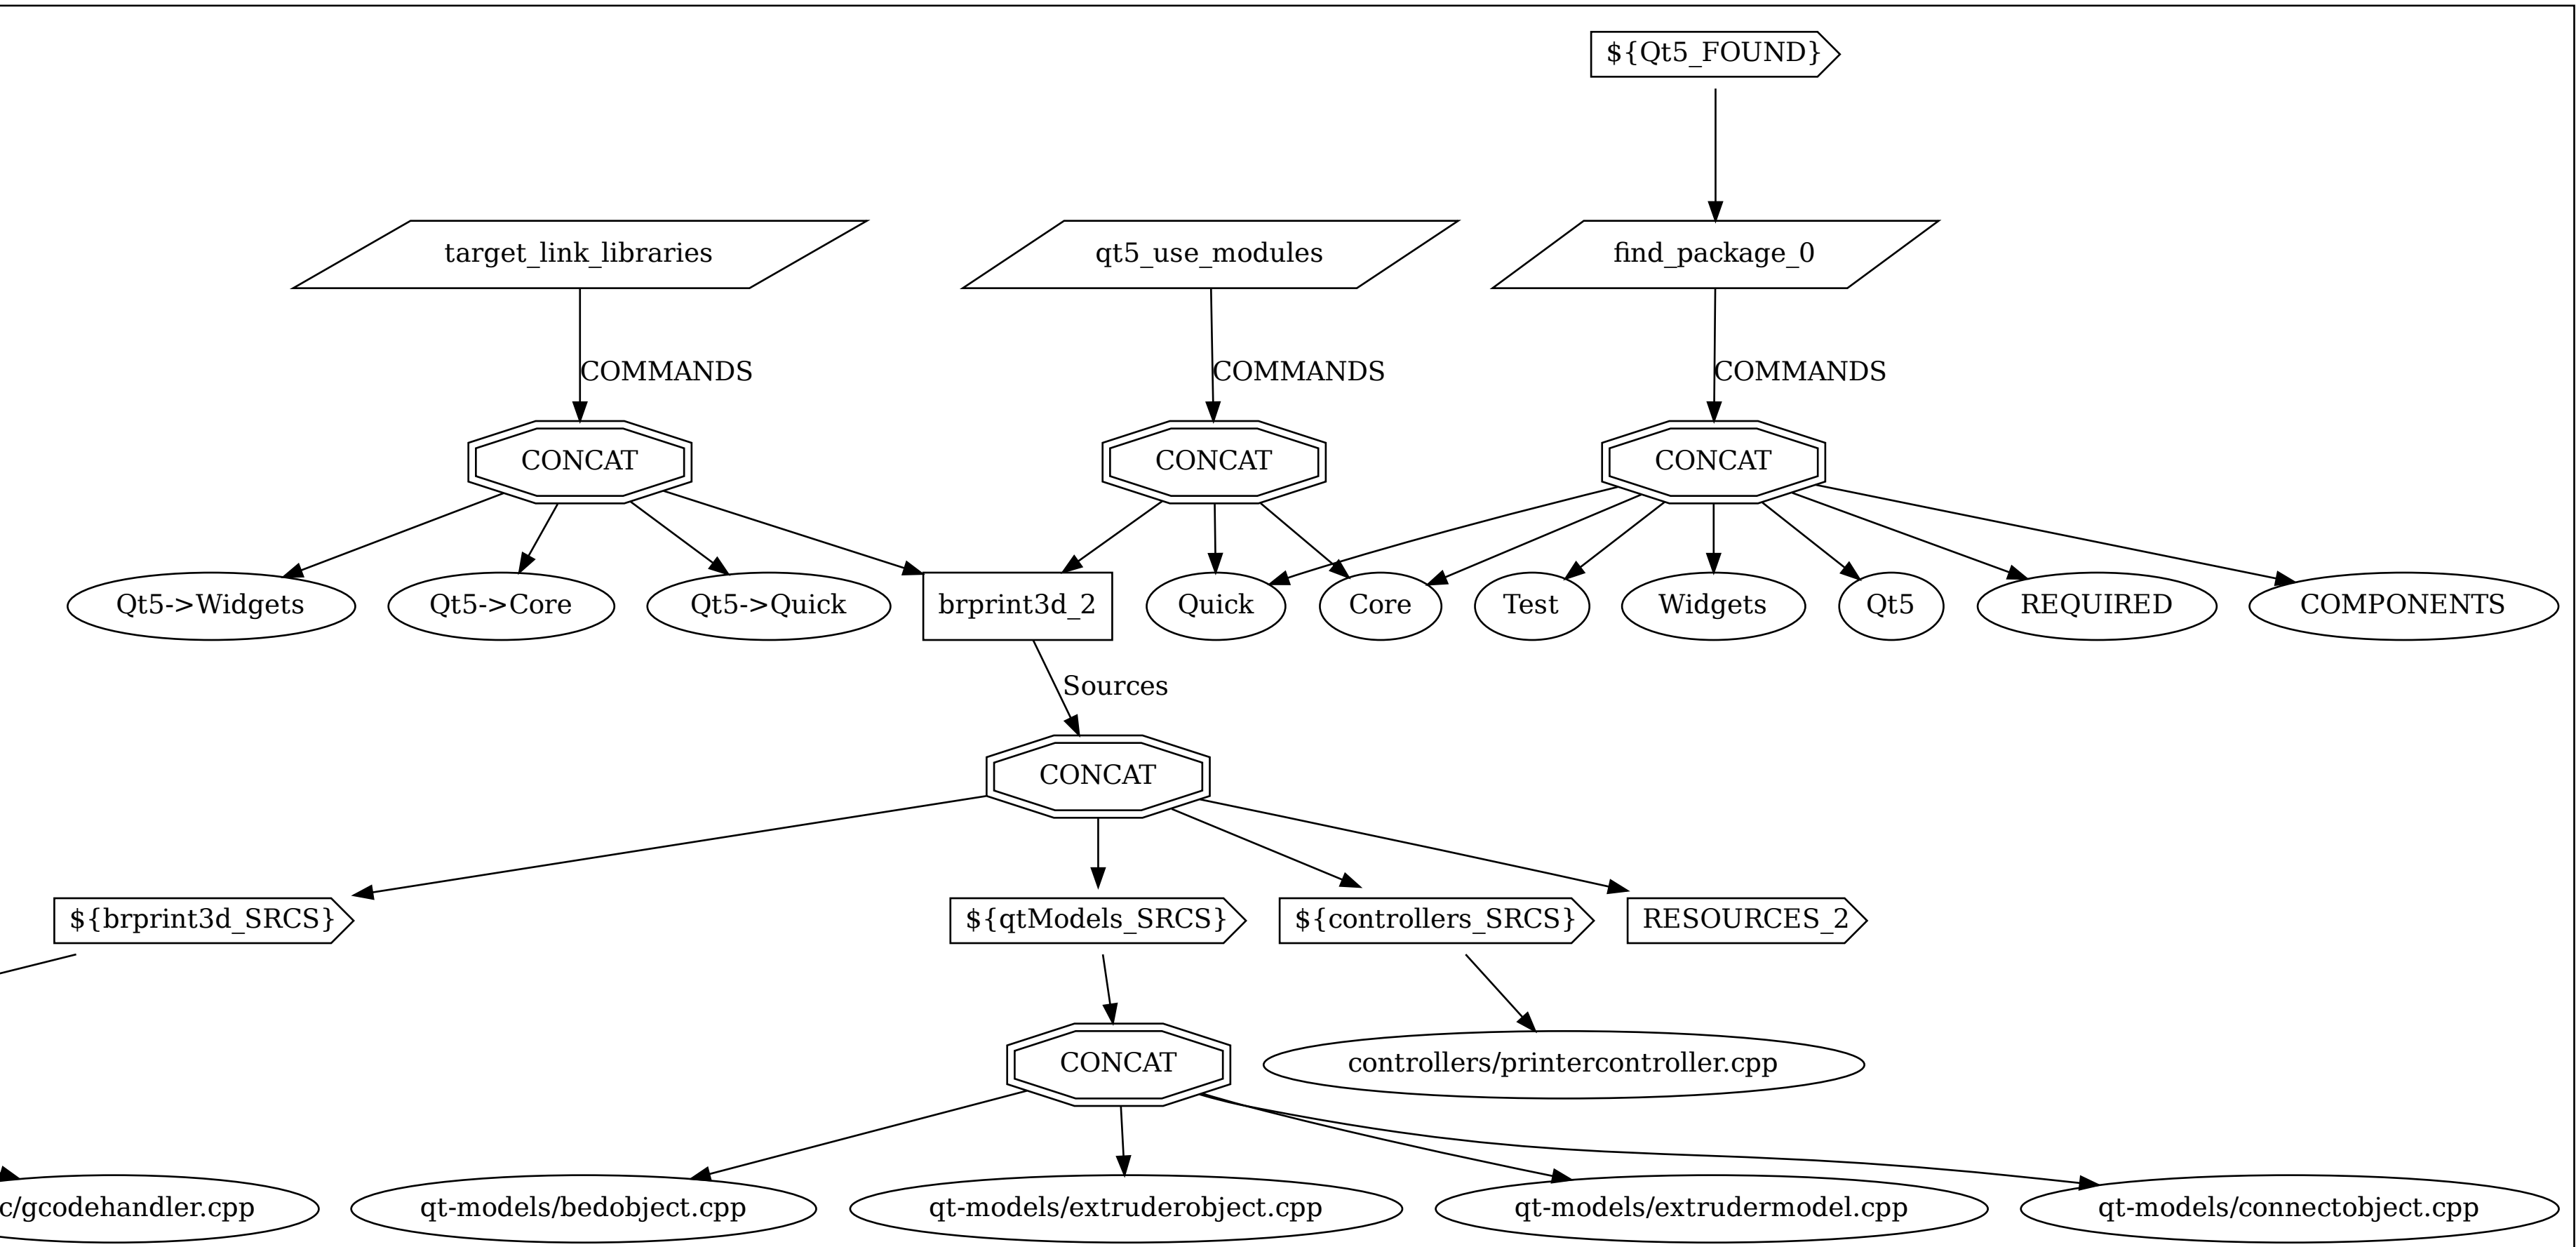 ${Qt5_FOUND}
target_link_libraries
qt5_use_modules
find_package_0
COMMANDS
COMMANDS
COMMANDS
CONCAT
CONCAT
CONCAT
Qt5->Widgets
Qt5->Core
Qt5->Quick
brprint3d_2
Quick
Core
Test
Widgets
Qt5
REQUIRED
COMPONENTS
Sources
CONCAT
${brprint3d_SRCS}
${qtModels_SRCS}
${controllers_SRCS}
RESOURCES_2
CONCAT
controllers/printercontroller.cpp
c/gcodehandler.cpp
qt-models/bedobject.cpp
qt-models/extruderobject.cpp
qt-models/extrudermodel.cpp
qt-models/connectobject.cpp